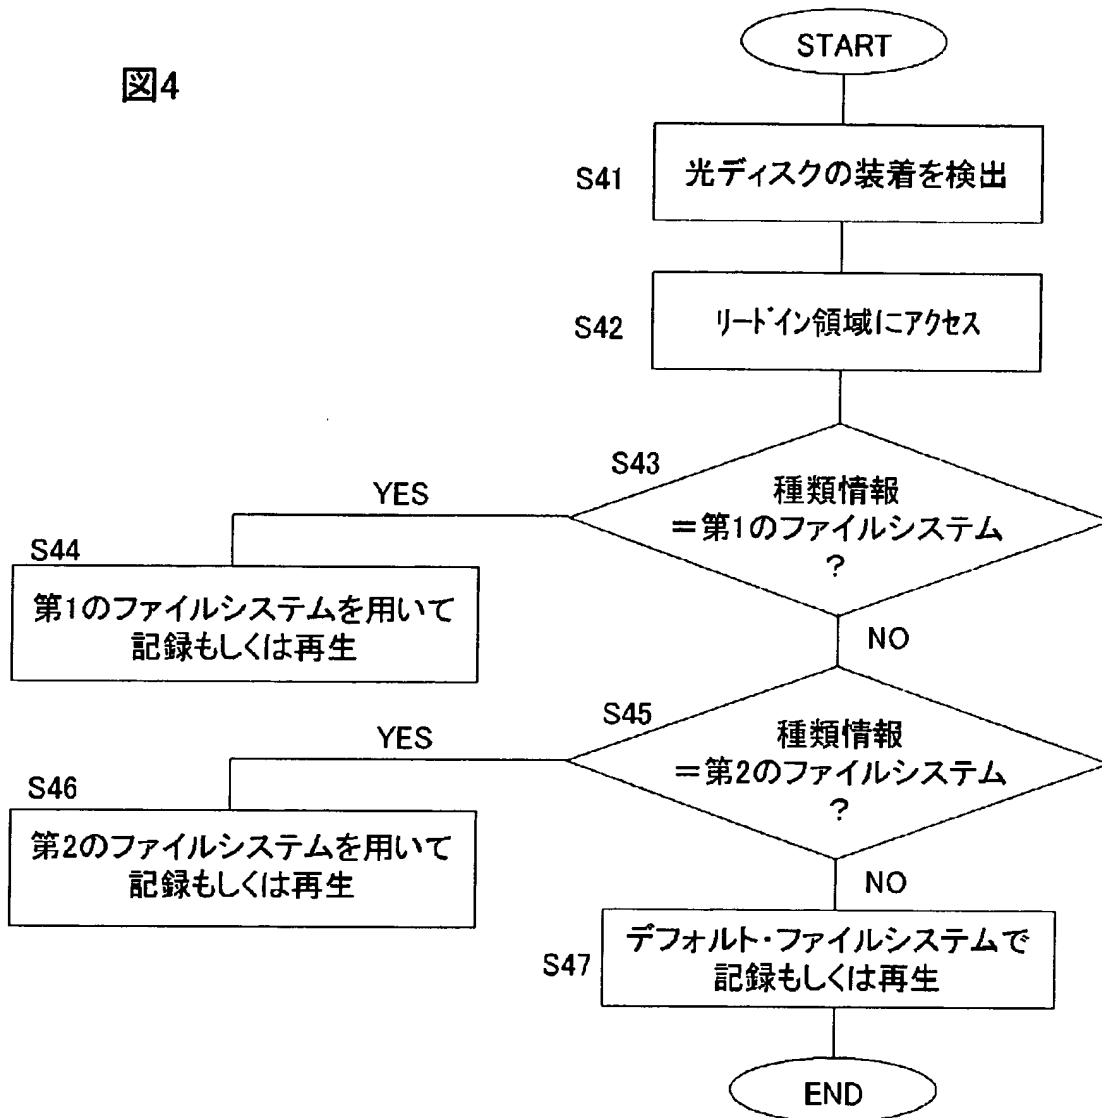 図4
START
S41
光ディスクの装着を検出
S42
リードイン領域にアクセス
S43
種類情報
=第1のファイルシステム
?
YES
S44
第1のファイルシステムを用いて
記録もしくは再生
NO
S45
種類情報
=第2のファイルシステム
?
YES
S46
第2のファイルシステムを用いて
記録もしくは再生
NO
S47
デフォルト・ファイルシステムで
記録もしくは再生
END